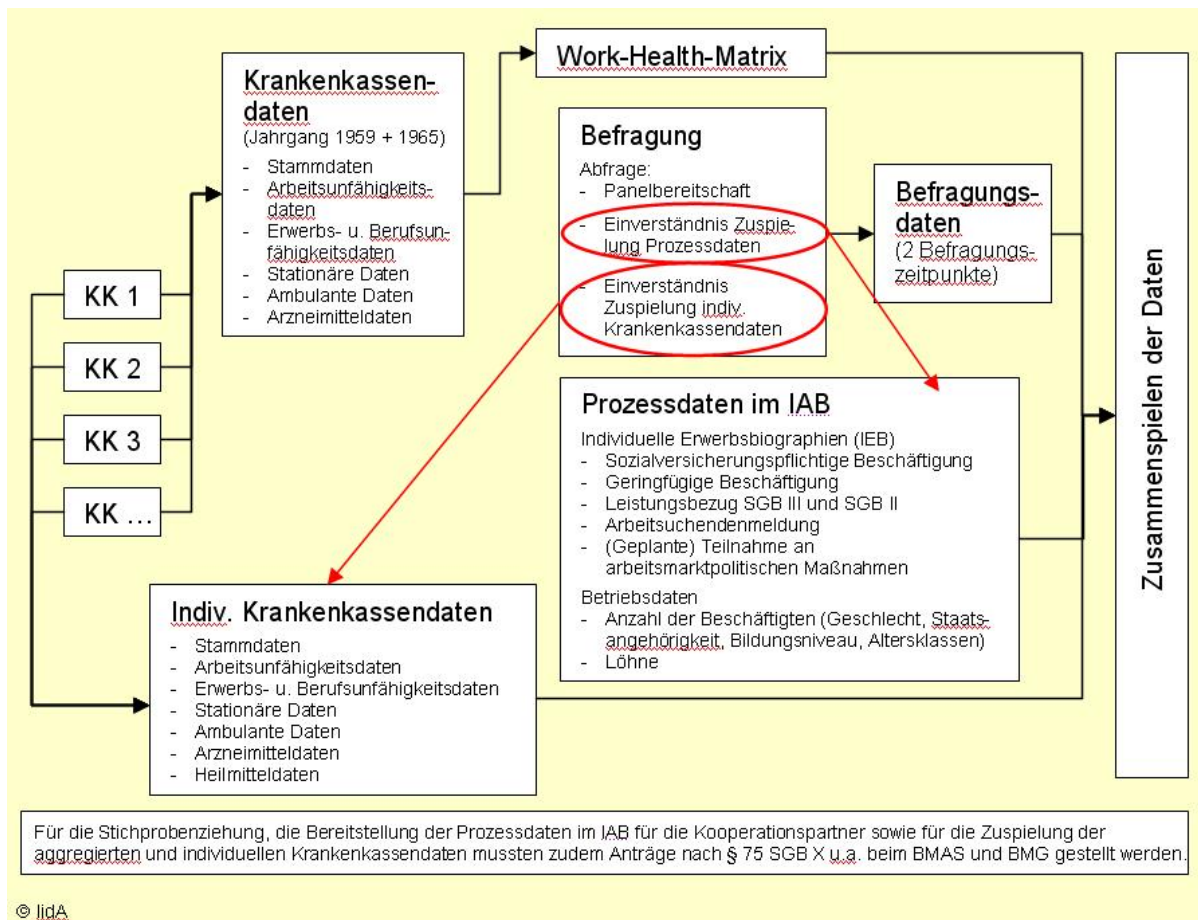 Work-Health-Matrix
Krankenkassen-
daten
(Jahrgang 1959 + 1965)
- Stammdaten
- Arbeitsunfähigkeits-
daten
- Erwerbs- u. Berufsun-
fähigkeitsdaten
- Stationäre Daten
- Ambulante Daten
- Arzneimitteldaten
Befragung
Abfrage:
- Panelbereitschaft
- Einverständnis Zuspie-
lung Prozessdaten
- Einverständnis
Zuspielung indiv.
Krankenkassendaten
Befragungs-
daten
(2 Befragungs-
zeitpunkte)
KK 1
KK 2
KK 3
KK ...
Prozessdaten im IAB
Individuelle Erwerbsbiographien (IEB)
- Sozialversicherungspflichtige Beschäftigung
- Geringfügige Beschäftigung
- Leistungsbezug SGB III und SGB II
- Arbeitsuchendenmeldung
- (Geplante) Teilnahme an
arbeitsmarktpolitischen Maßnahmen
Betriebsdaten
- Anzahl der Beschäftigten (Geschlecht, Staats-
angehörigkeit, Bildungsniveau, Altersklassen)
- Löhne
Indiv. Krankenkassendaten
- Stammdaten
- Arbeitsunfähigkeitsdaten
- Erwerbs- u. Berufsunfähigkeitsdaten
- Stationäre Daten
- Ambulante Daten
- Arzneimitteldaten
- Heilmitteldaten
Zusammenspielen der Daten
Für die Stichprobenziehung, die Bereitstellung der Prozessdaten im IAB für die Kooperationspartner sowie für die Zuspielung der
aggregierten und individuellen Krankenkassendaten mussten zudem Anträge nach § 75 SGB X u.a. beim BMAS und BMG gestellt werden.
© lidA